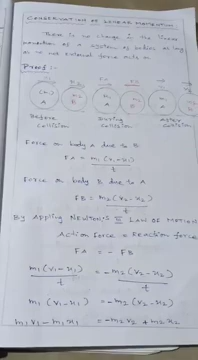 CONSERVATION OF LINEAR MOMENTUM
There is no change in the linear
momentum of a system of bodies as long
as no net external force acts on
Proof :-
m1 A m2 B A B A
Before Collision During Collision After Collision
Force on body A due to B
FA = m1 (v1-u1) / t
Force on body B due to A
FB = m2 (v2-u2) / t
By Applying NEWTON'S III LAW OF MOTION
Action force = Reaction force
FA = - FB
m1 (v1-u1) / t = -m2 (v2-u2) / t
m1 (v1-u1) = -m2 (v2-u2)
m1v1 - m1u1 = -m2v2 + m2u2